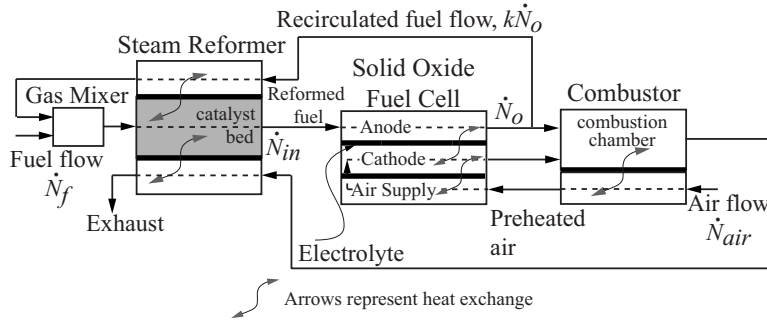 Recirculated fuel flow, kṄo
Steam Reformer
Solid Oxide
Fuel Cell
Gas Mixer
Reformed
fuel
Ṅo
Combustor
catalyst
bed
Anode
combustion
chamber
Fuel flow
Ṅf
Ṅin
Cathode
Air Supply
Exhaust
Electrolyte
Preheated
air
Air flow
Ṅair
Arrows represent heat exchange